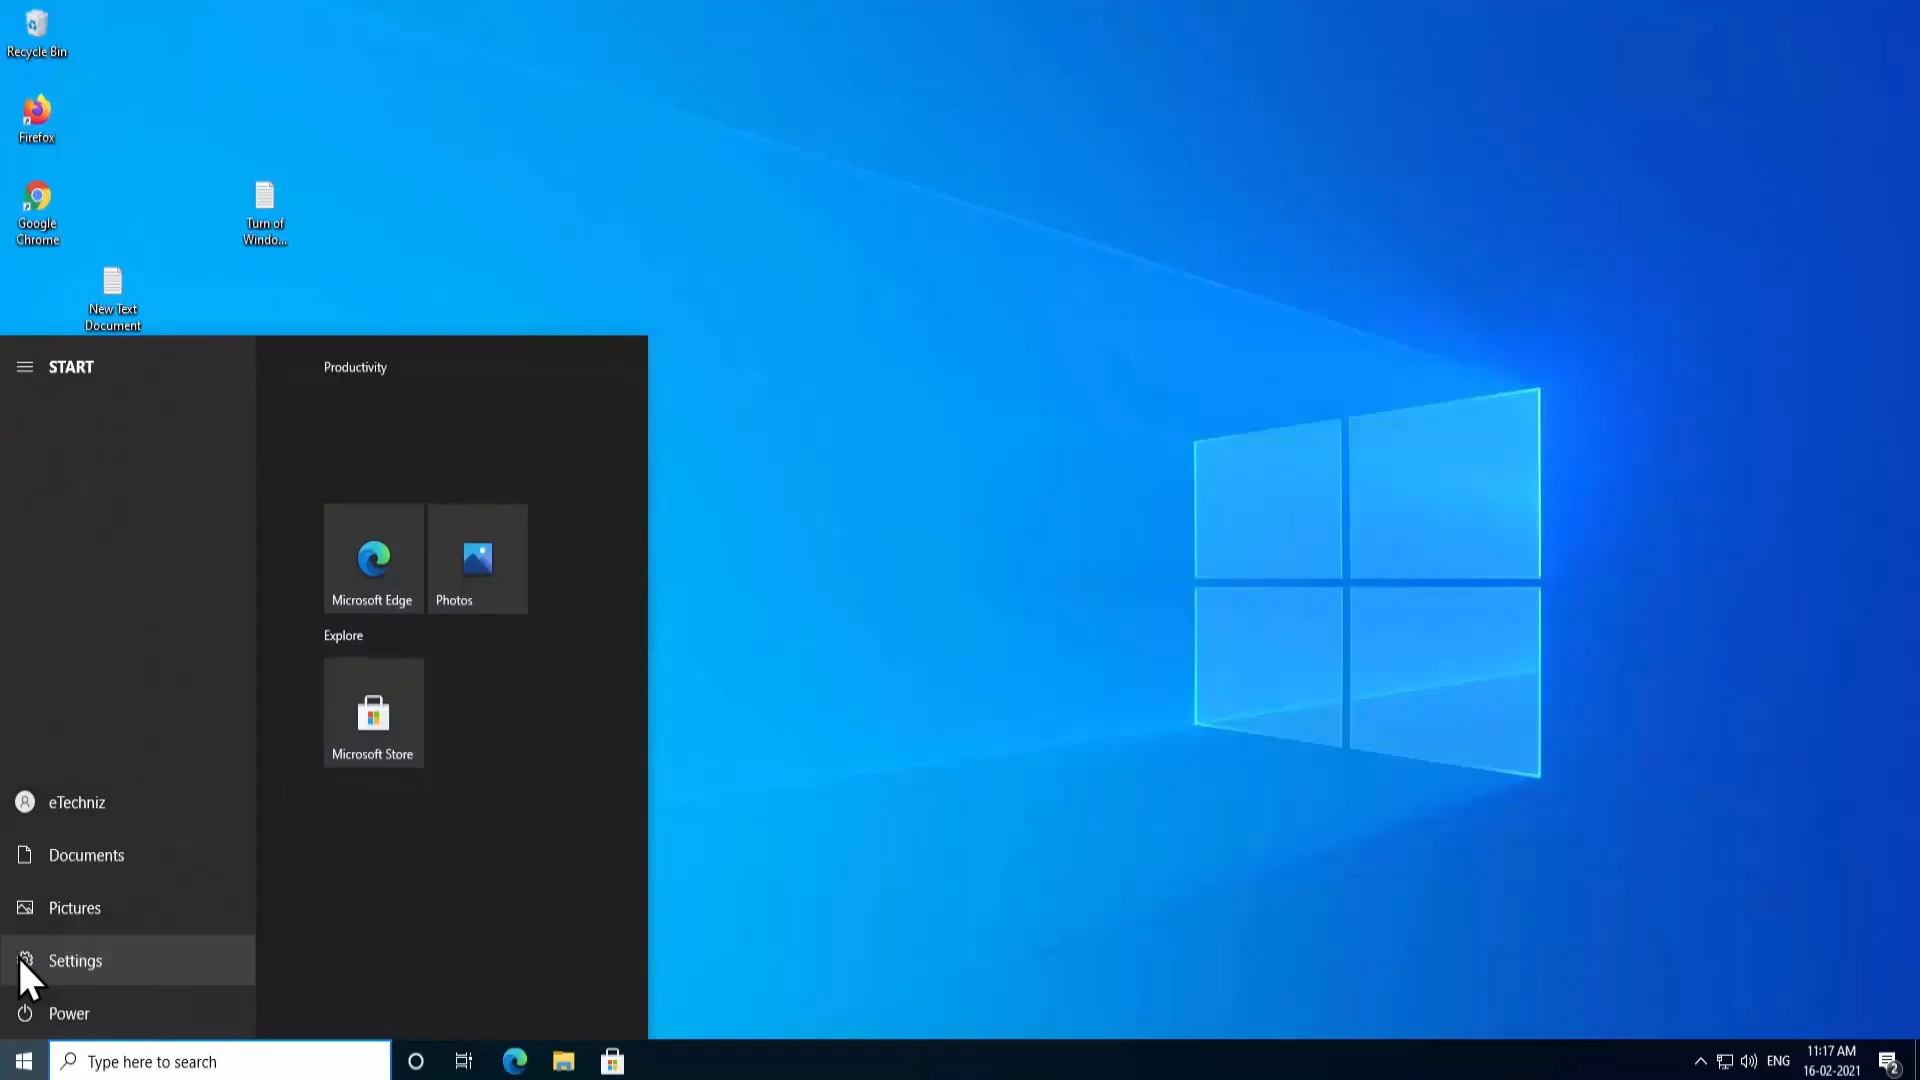 Recycle Bin
Firefox
Google
Chrome
Turn of
Windo...
New Text
Document
START
Productivity
Microsoft Edge
Photos
Explore
Microsoft Store
eTechniz
Documents
Pictures
Settings
Power
Type here to search
ENG
11:17 AM
16-02-2021
2